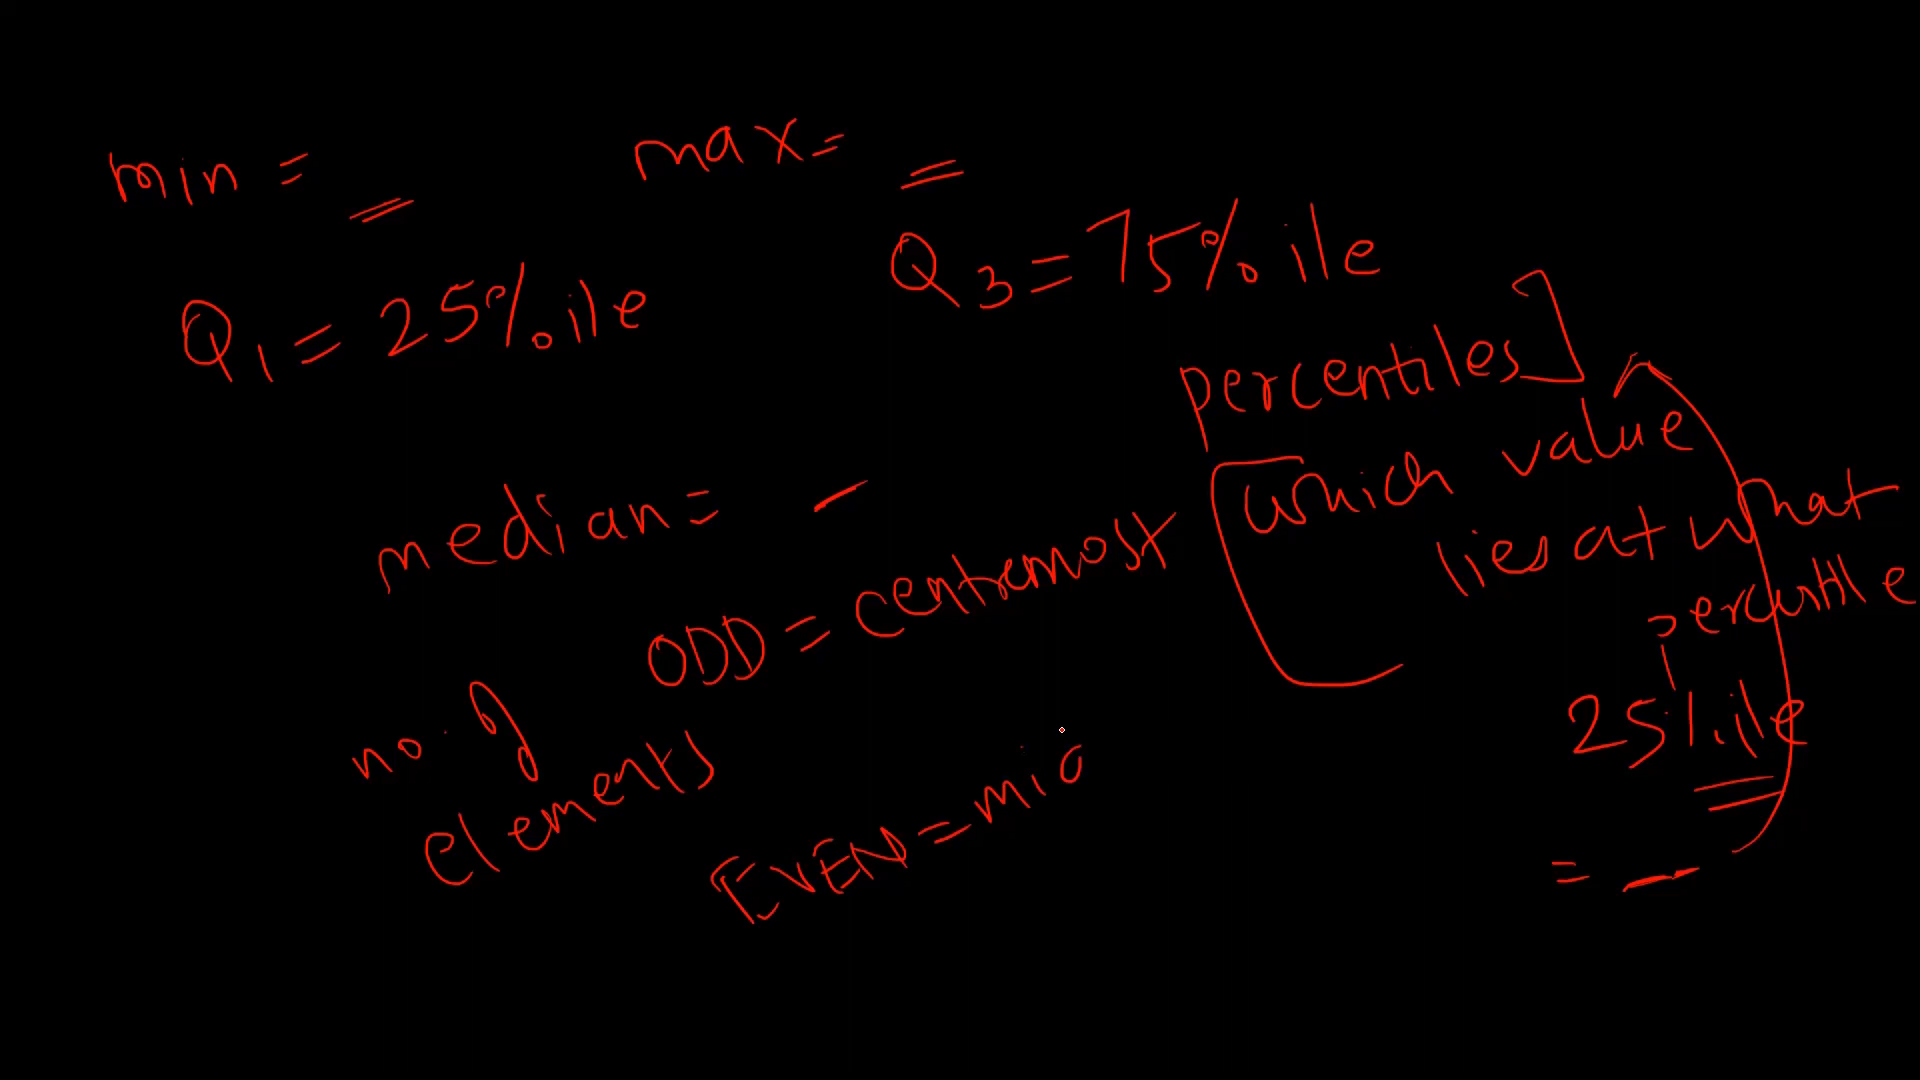 min = _
max = =
Q1 = 25%ile
Q3 = 75%ile
percentiles]
which value
lies at what
percentile
25%ile
= _
median = -
ODD = centremost
no. of
elements
EVEN = mid